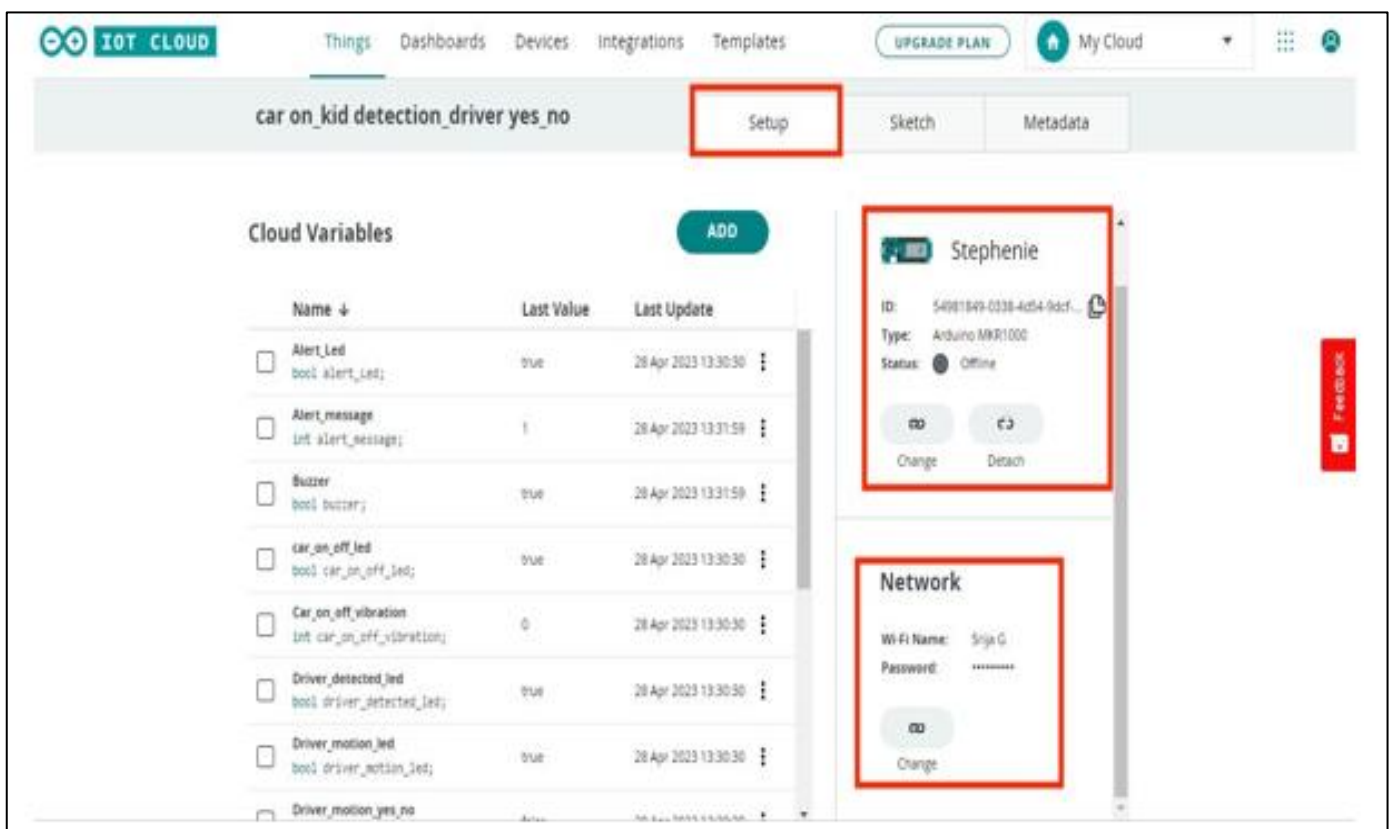 IOT CLOUD Things Dashboards Devices Integrations Templates UPGRADE PLAN My Cloud
car on_kid detection_driver yes_no Setup Sketch Metadata
Cloud Variables ADD
Name ↓ Last Value Last Update
Alert_Led true 28 Apr 2023 13:30:30
bool alert_Led;
Alert_message 1 28 Apr 2023 13:31:59
int alert_message;
Buzzer true 28 Apr 2023 13:31:59
bool buzzer;
car_on_off_led true 28 Apr 2023 13:30:30
bool car_on_off_led;
Car_on_off_vibration 0 28 Apr 2023 13:30:30
int car_on_off_vibration;
Driver_detected_led true 28 Apr 2023 13:30:30
bool driver_detected_led;
Driver_motion_led true 28 Apr 2023 13:30:30
bool driver_motion_led;
Driver_motion_yes_no
Stephenie
ID:
Type: Arduino MKR1000
Status: Offline
Change Detach
Network
Wi-Fi Name: Srija G
Password: •••••••••
Change
Feedback